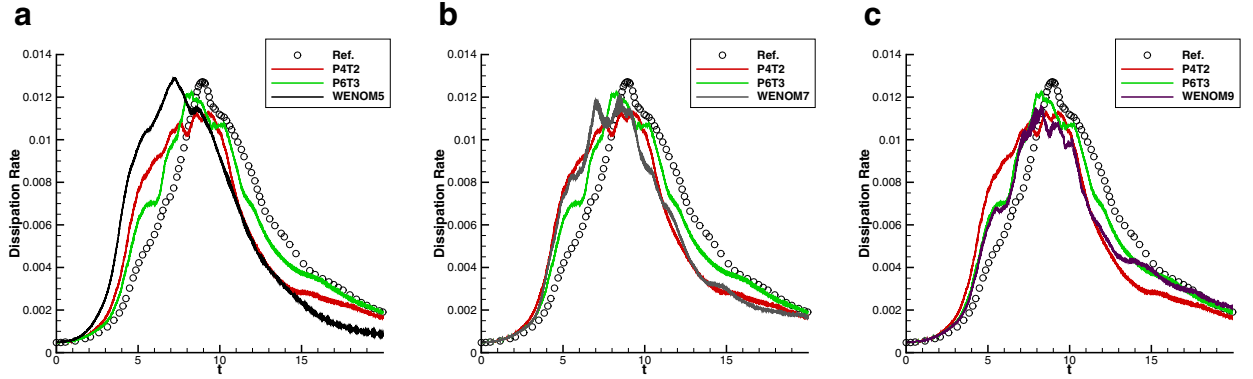 a
Dissipation Rate
0.014
0.012
0.01
0.008
0.006
0.004
0.002
0
0 5 10 15
t
Ref.
P4T2
P6T3
WENOM5
b
Dissipation Rate
0.014
0.012
0.01
0.008
0.006
0.004
0.002
0
0 5 10 15
t
Ref.
P4T2
P6T3
WENOM7
c
Dissipation Rate
0.014
0.012
0.01
0.008
0.006
0.004
0.002
0
0 5 10 15
t
Ref.
P4T2
P6T3
WENOM9